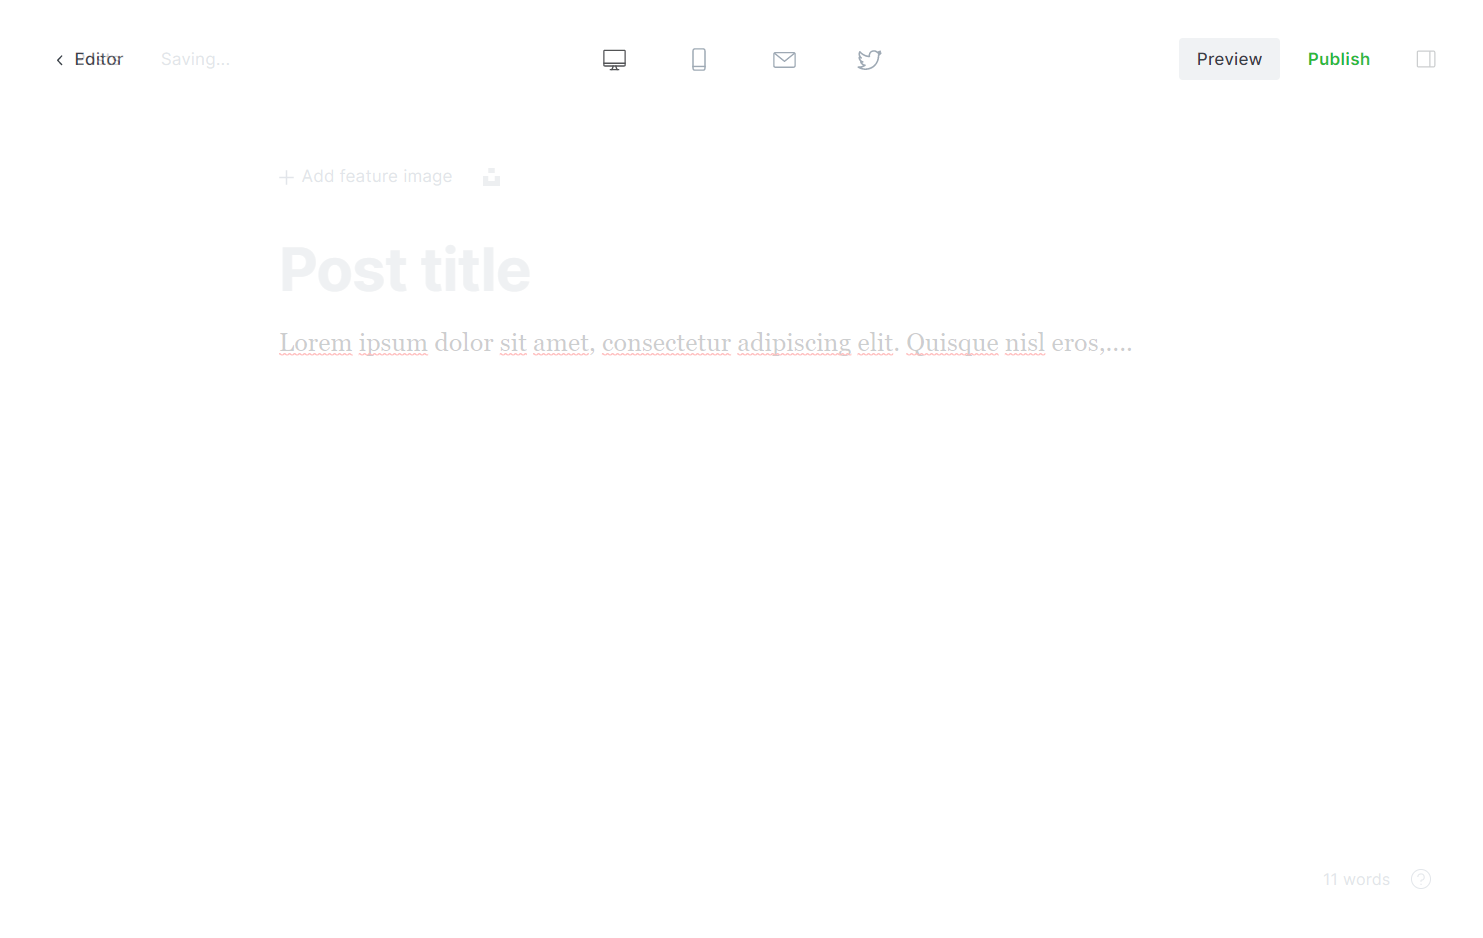 Editor
Saving...
Preview
Publish
Add feature image
Post title
Lorem ipsum dolor sit amet, consectetur adipiscing elit. Quisque nisl eros,....
11 words
?